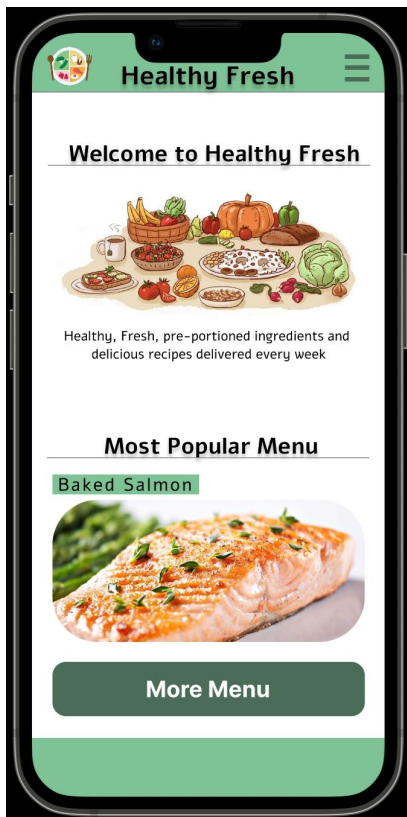 Healthy Fresh
Welcome to Healthy Fresh
Healthy, Fresh, pre-portioned ingredients and
delicious recipes delivered every week
Most Popular Menu
Baked Salmon
More Menu